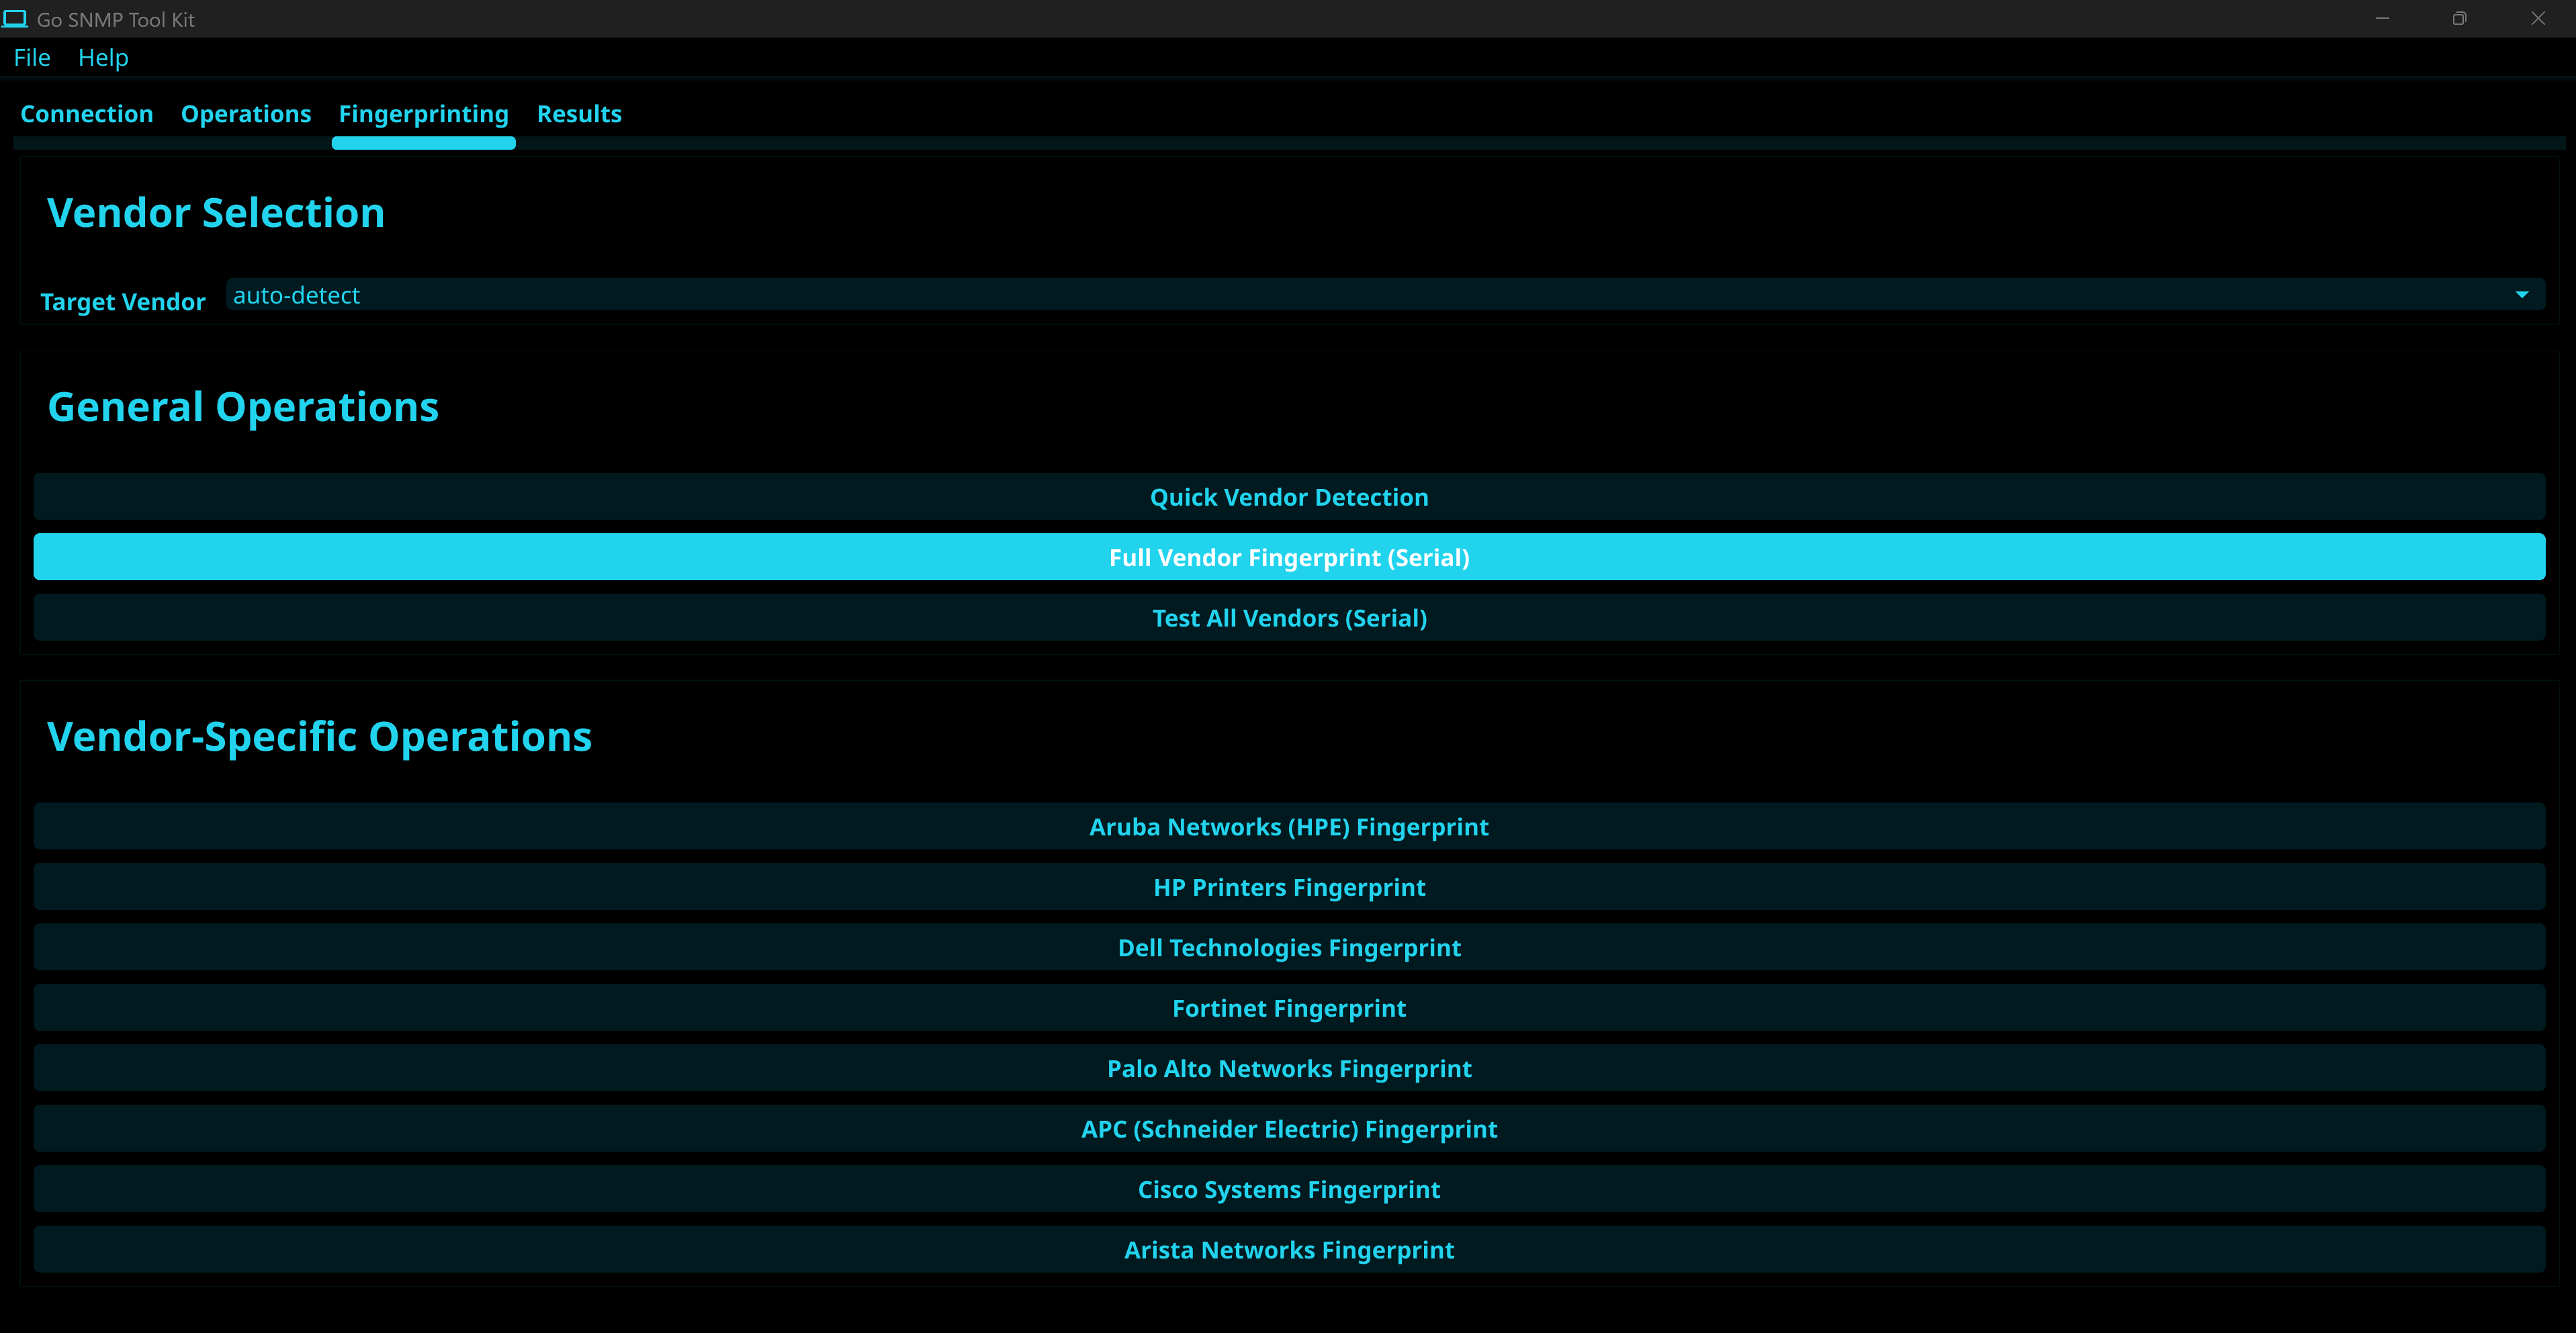 Go SNMP Tool Kit
File Help
Connection Operations Fingerprinting Results
Vendor Selection
Target Vendor auto-detect
General Operations
Quick Vendor Detection
Full Vendor Fingerprint (Serial)
Test All Vendors (Serial)
Vendor-Specific Operations
Aruba Networks (HPE) Fingerprint
HP Printers Fingerprint
Dell Technologies Fingerprint
Fortinet Fingerprint
Palo Alto Networks Fingerprint
APC (Schneider Electric) Fingerprint
Cisco Systems Fingerprint
Arista Networks Fingerprint